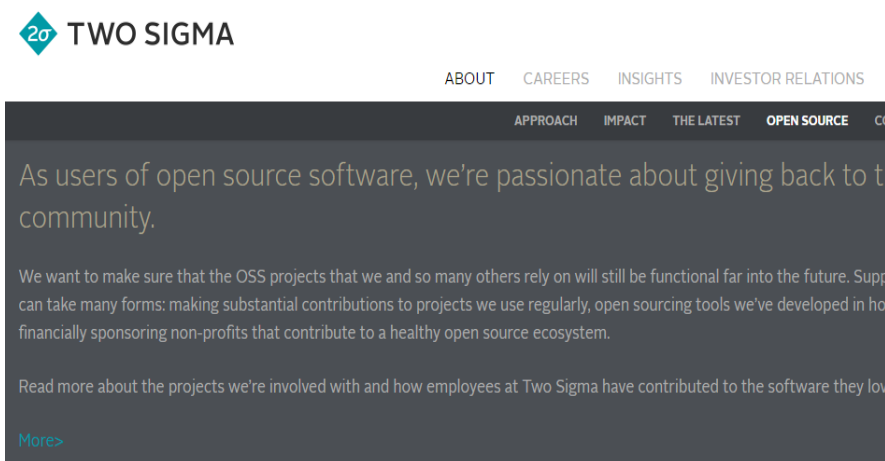 2σ TWO SIGMA
ABOUT CAREERS INSIGHTS INVESTOR RELATIONS
APPROACH IMPACT THE LATEST OPEN SOURCE
As users of open source software, we’re passionate about giving back to
community.
We want to make sure that the OSS projects that we and so many others rely on will still be functional far into the future.
can take many forms: making substantial contributions to projects we use regularly, open sourcing tools we’ve developed in
financially sponsoring non-profits that contribute to a healthy open source ecosystem.
Read more about the projects we’re involved with and how employees at Two Sigma have contributed to the software they
More>